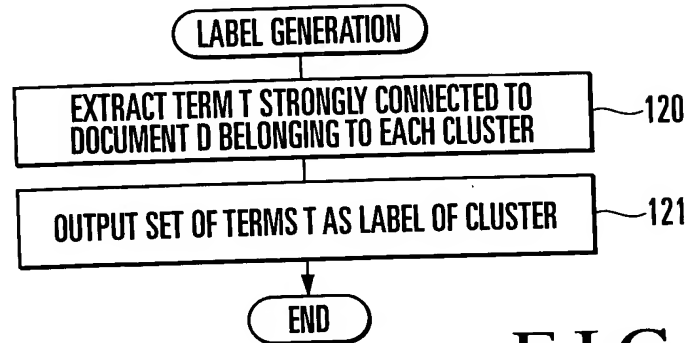 LABEL GENERATION
EXTRACT TERM T STRONGLY CONNECTED TO
DOCUMENT D BELONGING TO EACH CLUSTER
120
OUTPUT SET OF TERMS T AS LABEL OF CLUSTER
121
END